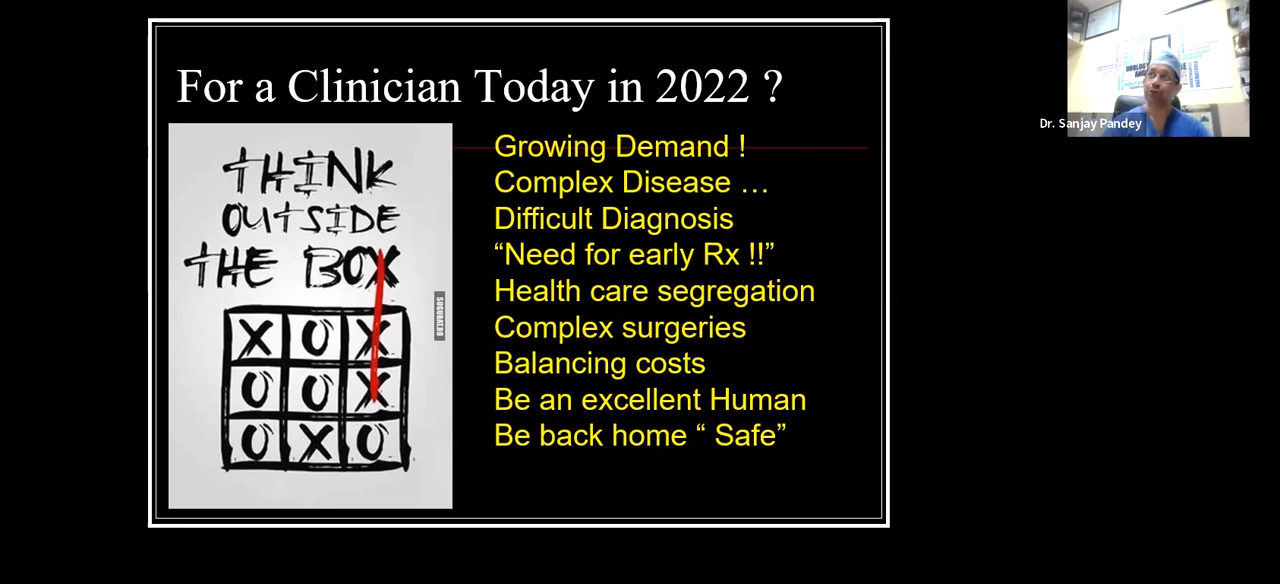 For a Clinician Today in 2022 ?
THINK
OUTSIDE
THE BOX
X O X
O O X
O X O
Growing Demand !
Complex Disease …
Difficult Diagnosis
“Need for early Rx !!”
Health care segregation
Complex surgeries
Balancing costs
Be an excellent Human
Be back home “ Safe”
Dr. Sanjay Pandey